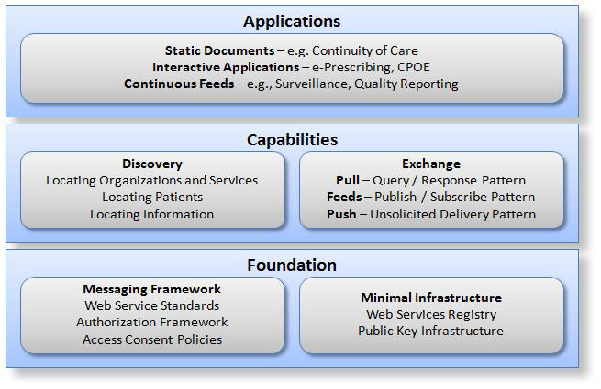 Applications
Static Documents – e.g. Continuity of Care
Interactive Applications – e-Prescribing, CPOE
Continuous Feeds – e.g., Surveillance, Quality Reporting
Capabilities
Discovery
Locating Organizations and Services
Locating Patients
Locating Information
Exchange
Pull – Query / Response Pattern
Feeds – Publish / Subscribe Pattern
Push – Unsolicited Delivery Pattern
Foundation
Messaging Framework
Web Service Standards
Authorization Framework
Access Consent Policies
Minimal Infrastructure
Web Services Registry
Public Key Infrastructure